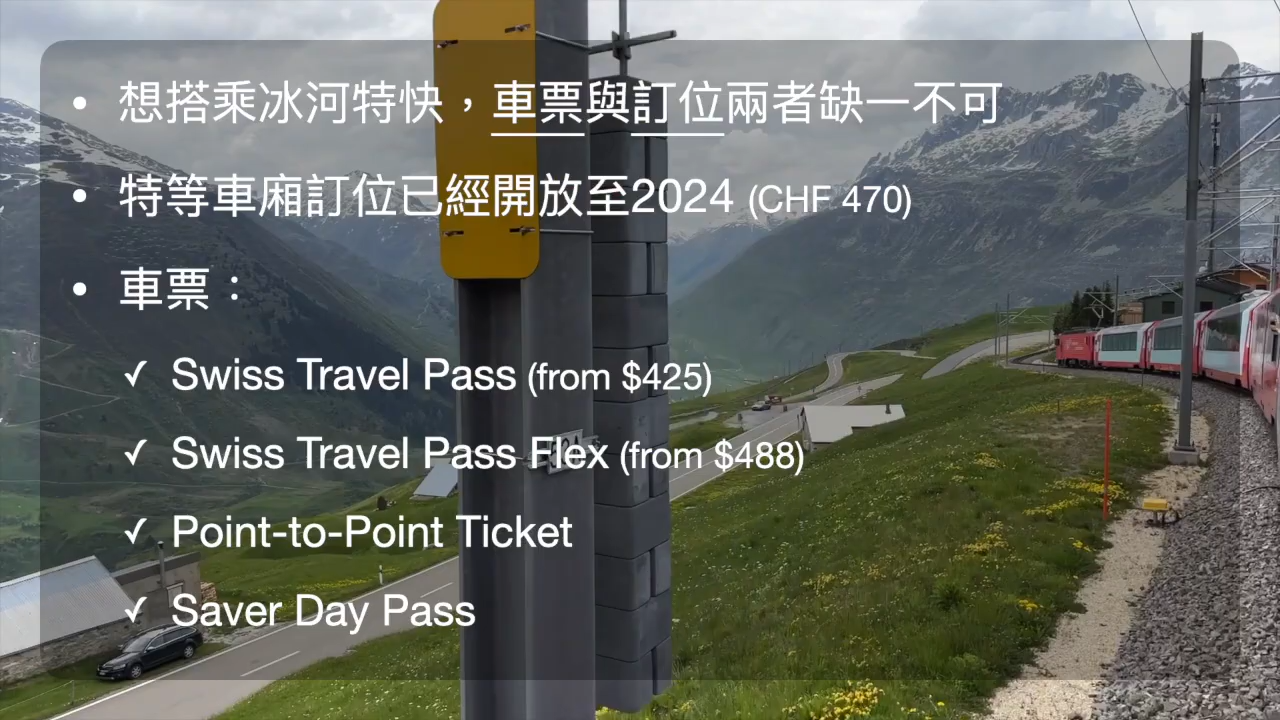 • 想搭乘冰河特快，車票與訂位兩者缺一不可
• 特等車廂訂位已經開放至2024 (CHF 470)
• 車票：
✓ Swiss Travel Pass (from $425)
✓ Swiss Travel Pass Flex (from $488)
✓ Point-to-Point Ticket
✓ Saver Day Pass